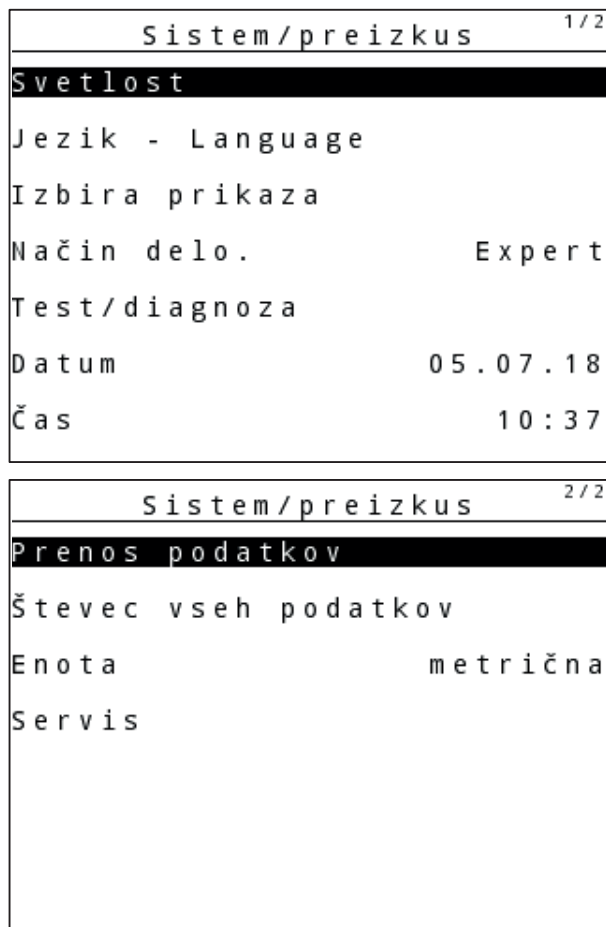 Sistem/preizkus 1/2
Svetlost
Jezik - Language
Izbira prikaza
Način delo. Expert
Test/diagnoza
Datum 05.07.18
Čas 10:37
Sistem/preizkus 2/2
Prenos podatkov
Števec vseh podatkov
Enota metrična
Servis